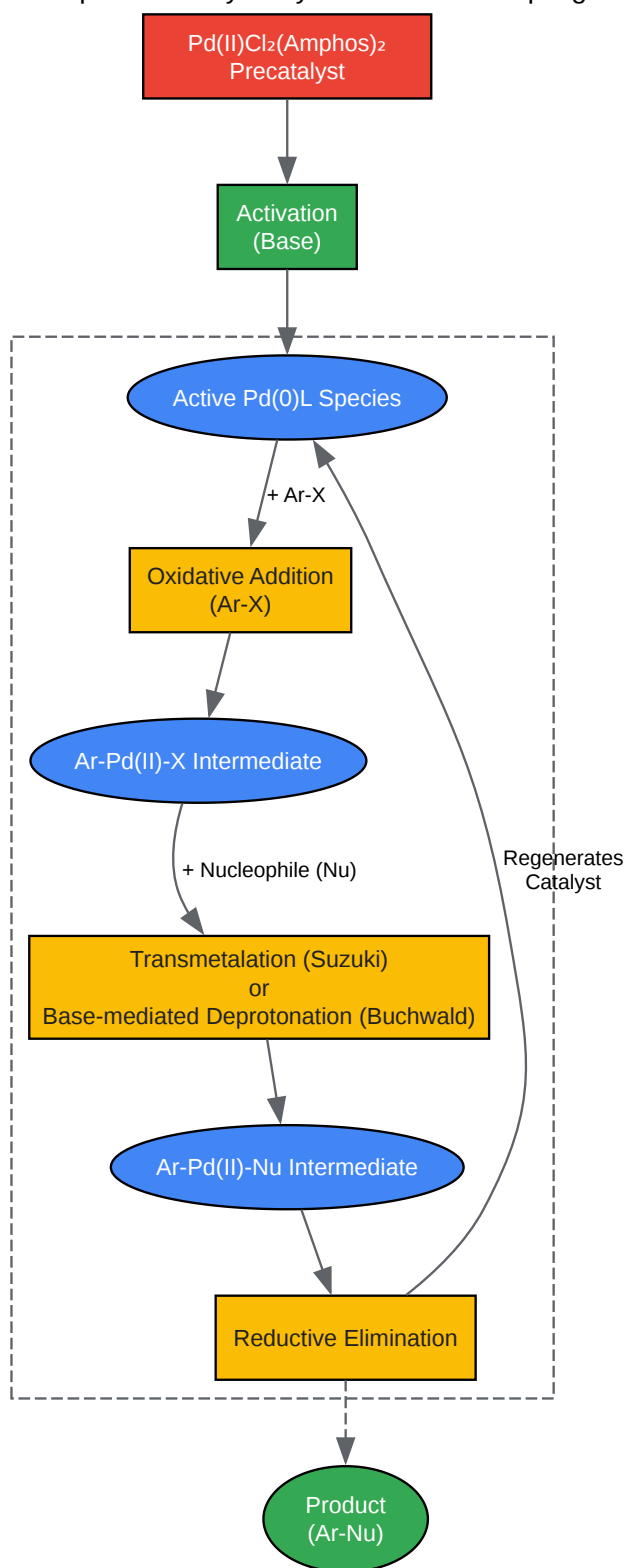 Pd(II)Cl₂(Amphos)₂
Precatalyst
Activation
(Base)
Active Pd(0)L Species
+ Ar-X
Oxidative Addition
(Ar-X)
Ar-Pd(II)-X Intermediate
+ Nucleophile (Nu)
Regenerates
Catalyst
Transmetalation (Suzuki)
or
Base-mediated Deprotonation (Buchwald)
Ar-Pd(II)-Nu Intermediate
Reductive Elimination
Product
(Ar-Nu)